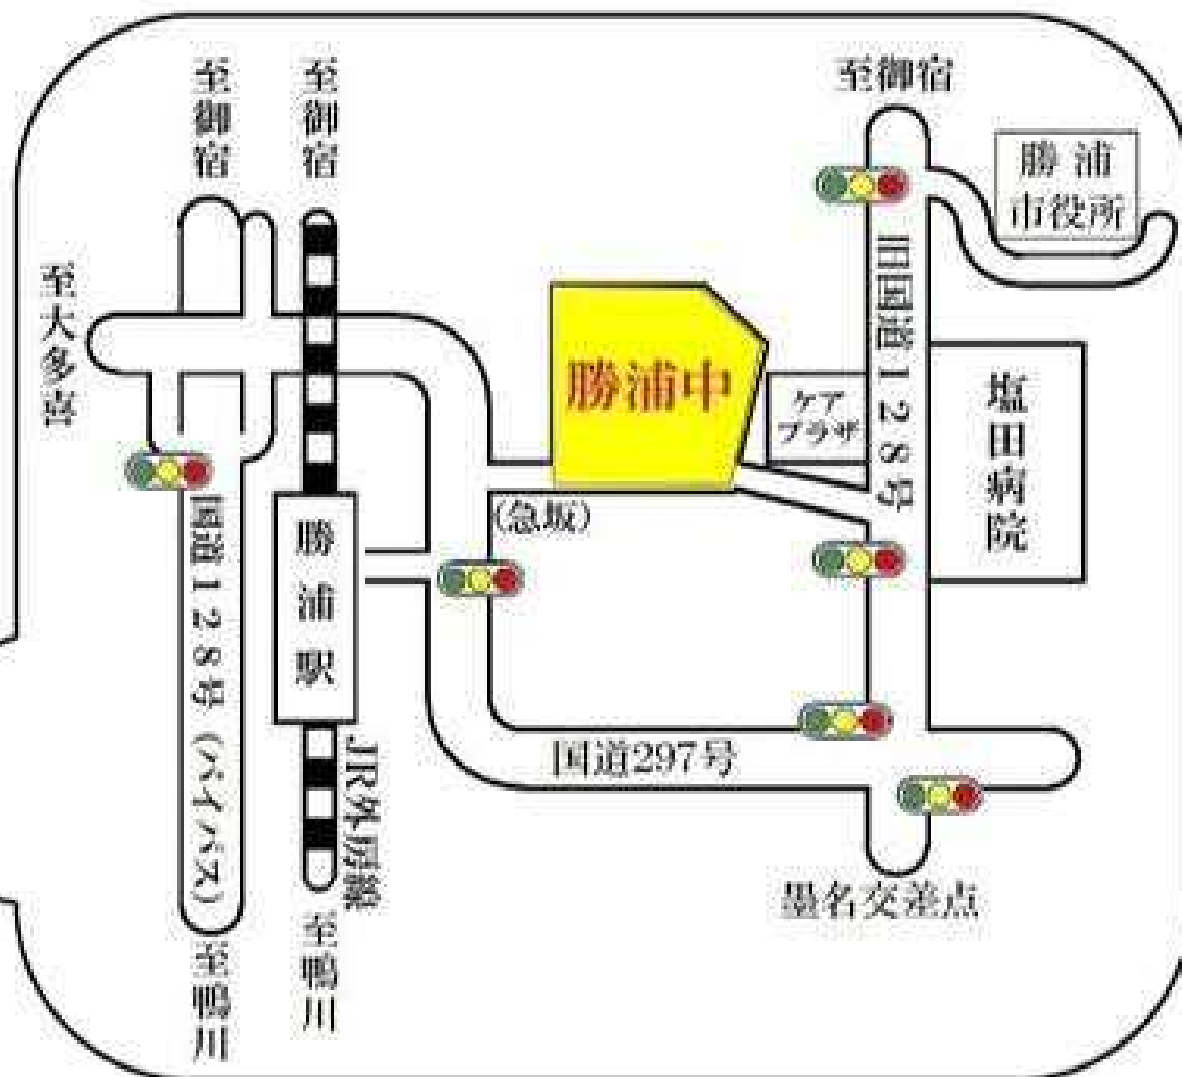 至御宿
至御宿
至御宿
勝浦
市役所
至大多喜
旧国道128号
勝浦中
ケア
プラザ
塩田病院
(急坂)
国道128号(バイパス)
勝浦駅
JR外房線
国道297号
墨名交差点
至鴨川
至鴨川